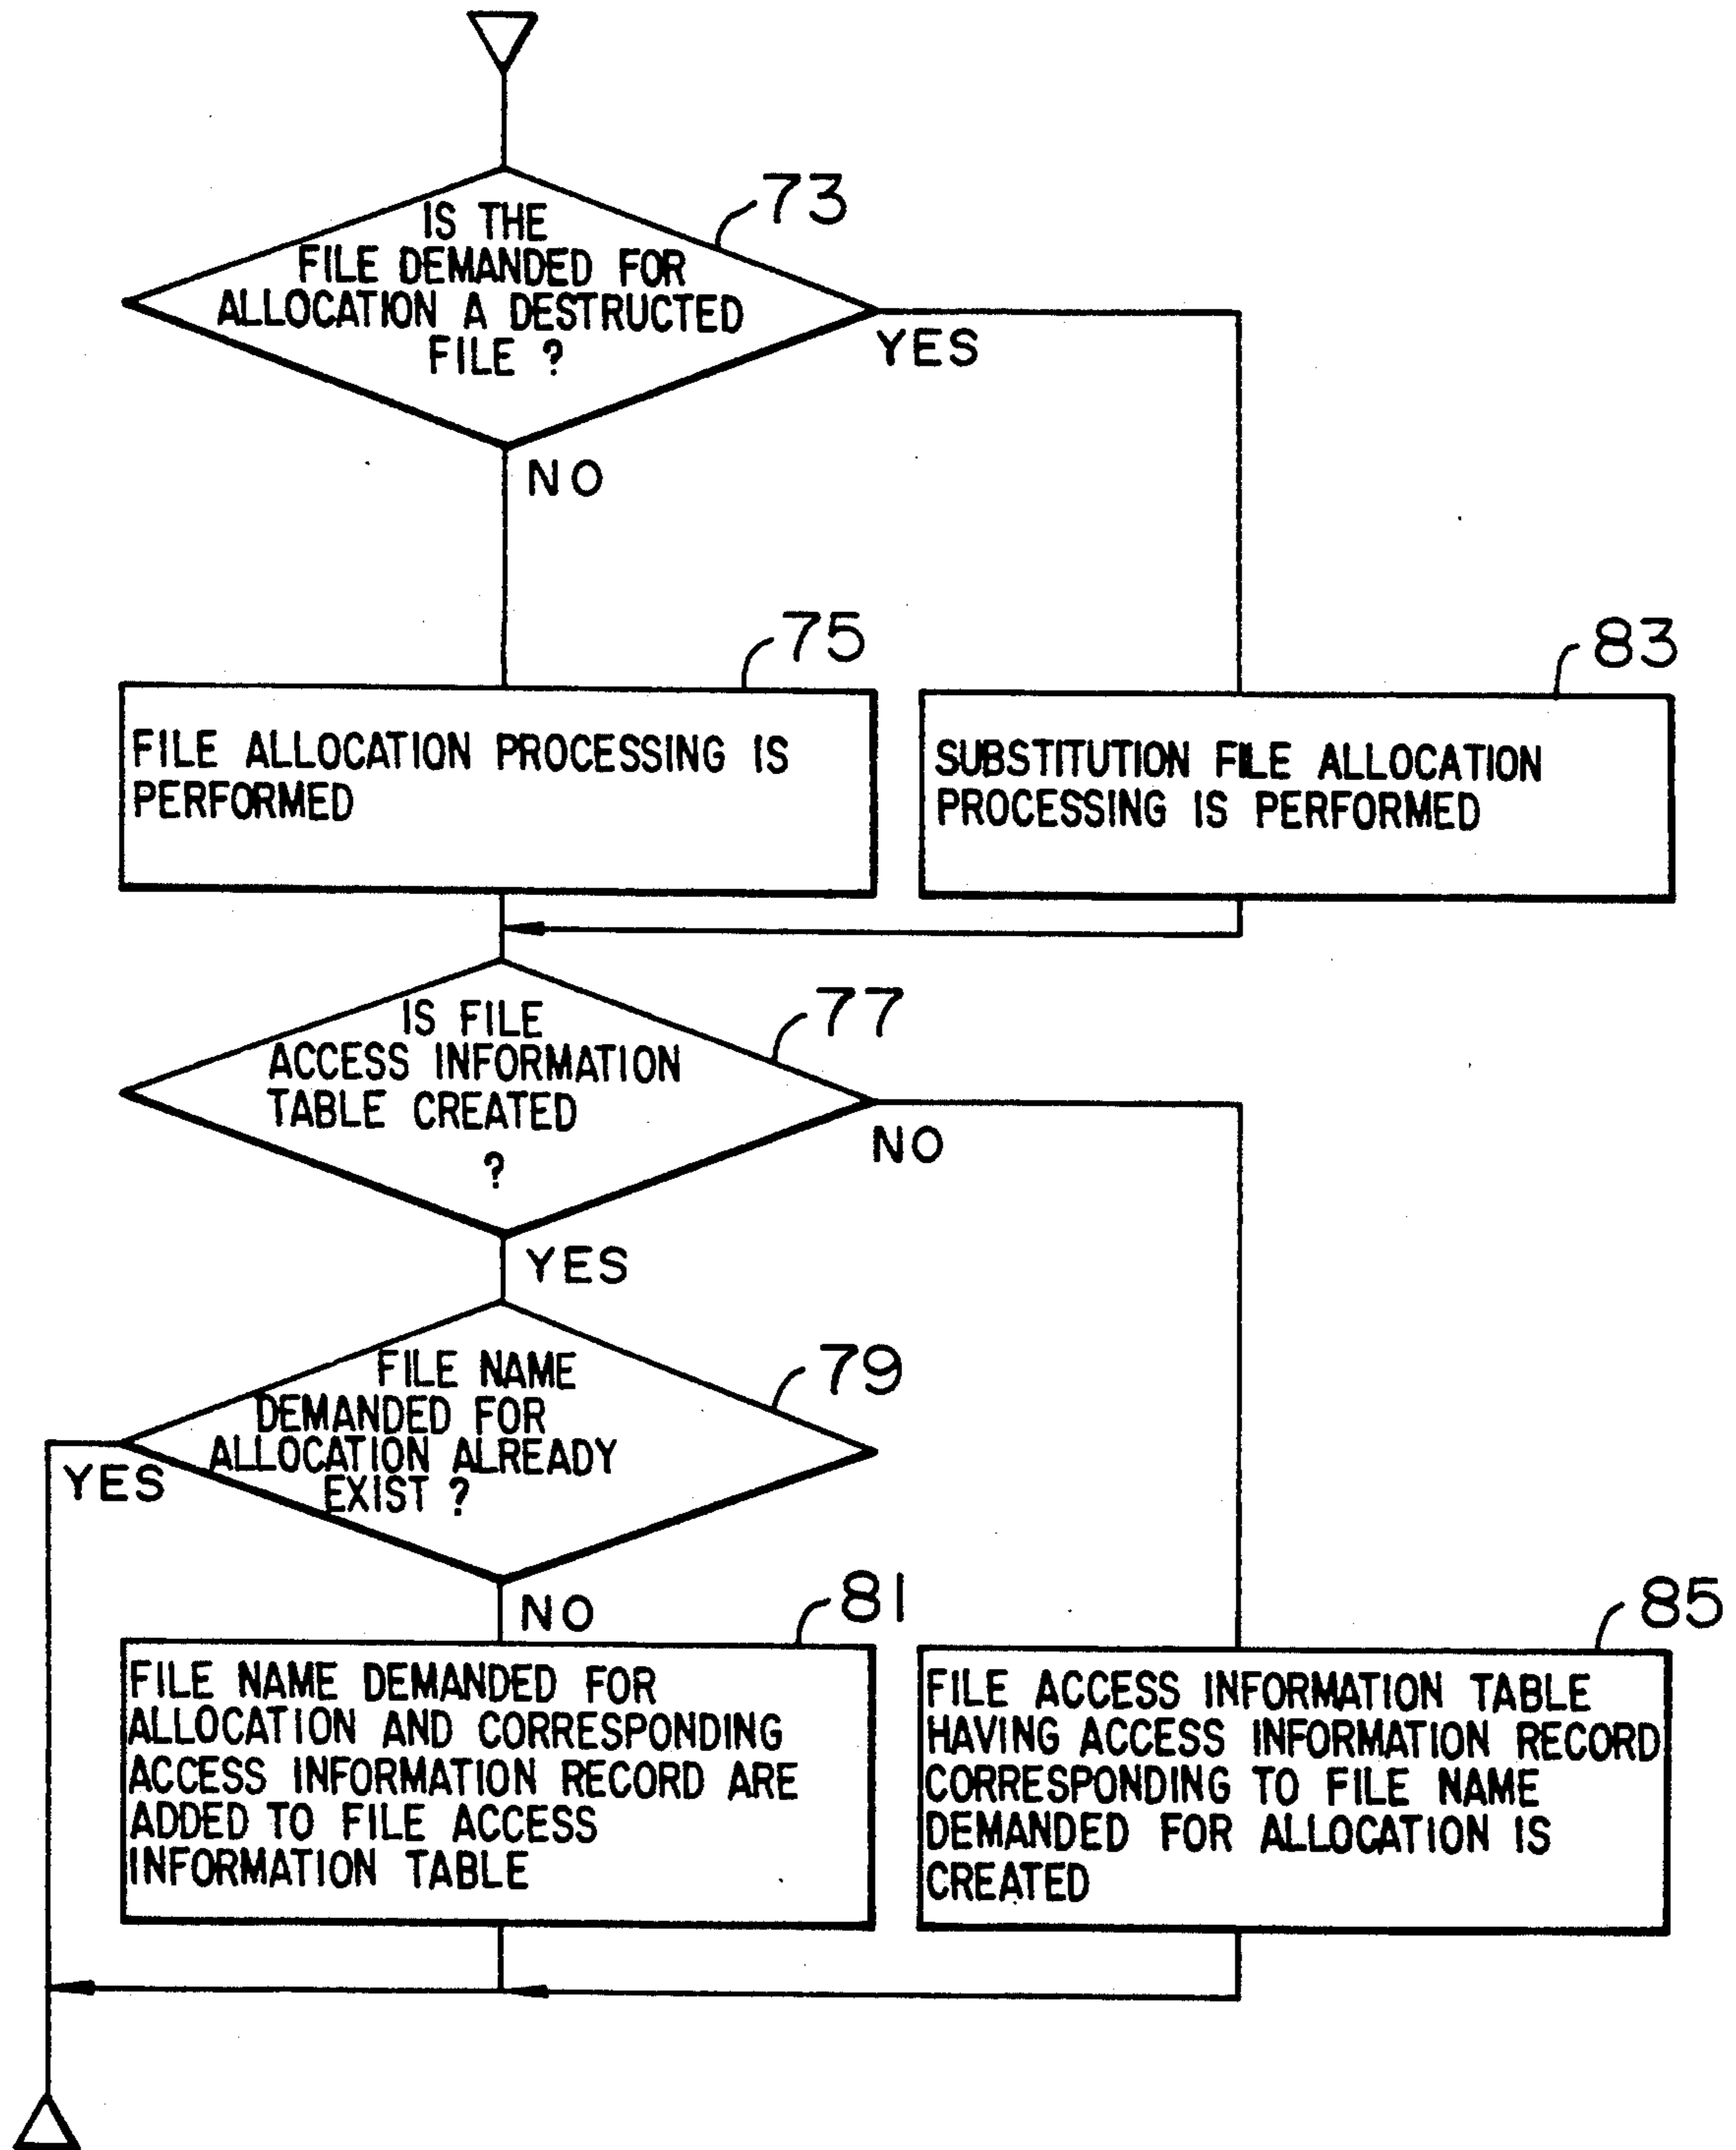 73
IS THE
FILE DEMANDED FOR
ALLOCATION A DESTRUCTED
FILE ?
YES
NO
75
FILE ALLOCATION PROCESSING IS
PERFORMED
83
SUBSTITUTION FILE ALLOCATION
PROCESSING IS PERFORMED
77
IS FILE
ACCESS INFORMATION
TABLE CREATED
?
NO
YES
79
FILE NAME
DEMANDED FOR
ALLOCATION ALREADY
EXIST ?
YES
NO
81
FILE NAME DEMANDED FOR
ALLOCATION AND CORRESPONDING
ACCESS INFORMATION RECORD ARE
ADDED TO FILE ACCESS
INFORMATION TABLE
85
FILE ACCESS INFORMATION TABLE
HAVING ACCESS INFORMATION RECORD
CORRESPONDING TO FILE NAME
DEMANDED FOR ALLOCATION IS
CREATED